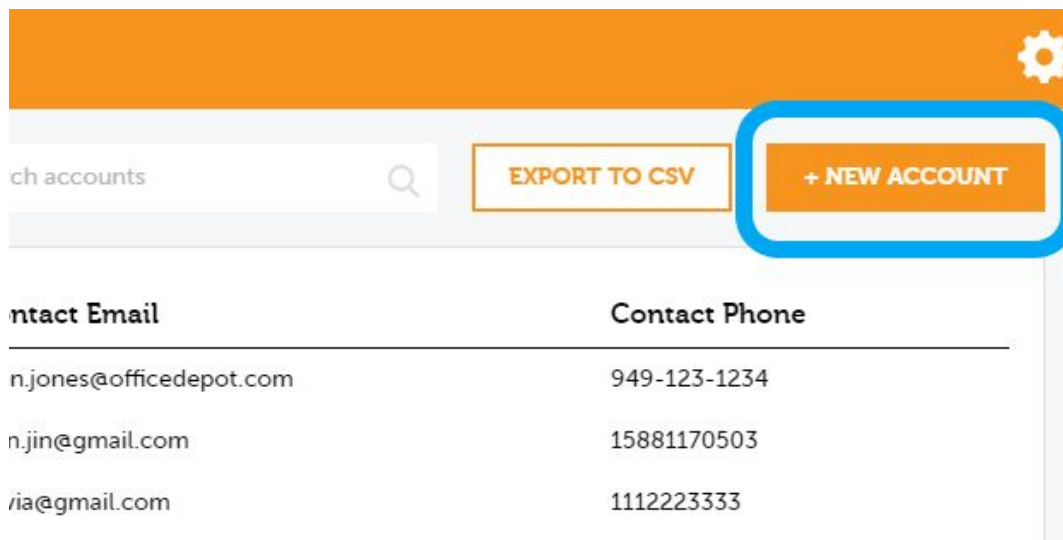 ch accounts
EXPORT TO CSV
+ NEW ACCOUNT
ntact Email
Contact Phone
n.jones@officedepot.com
949-123-1234
n.jin@gmail.com
15881170503
via@gmail.com
1112223333